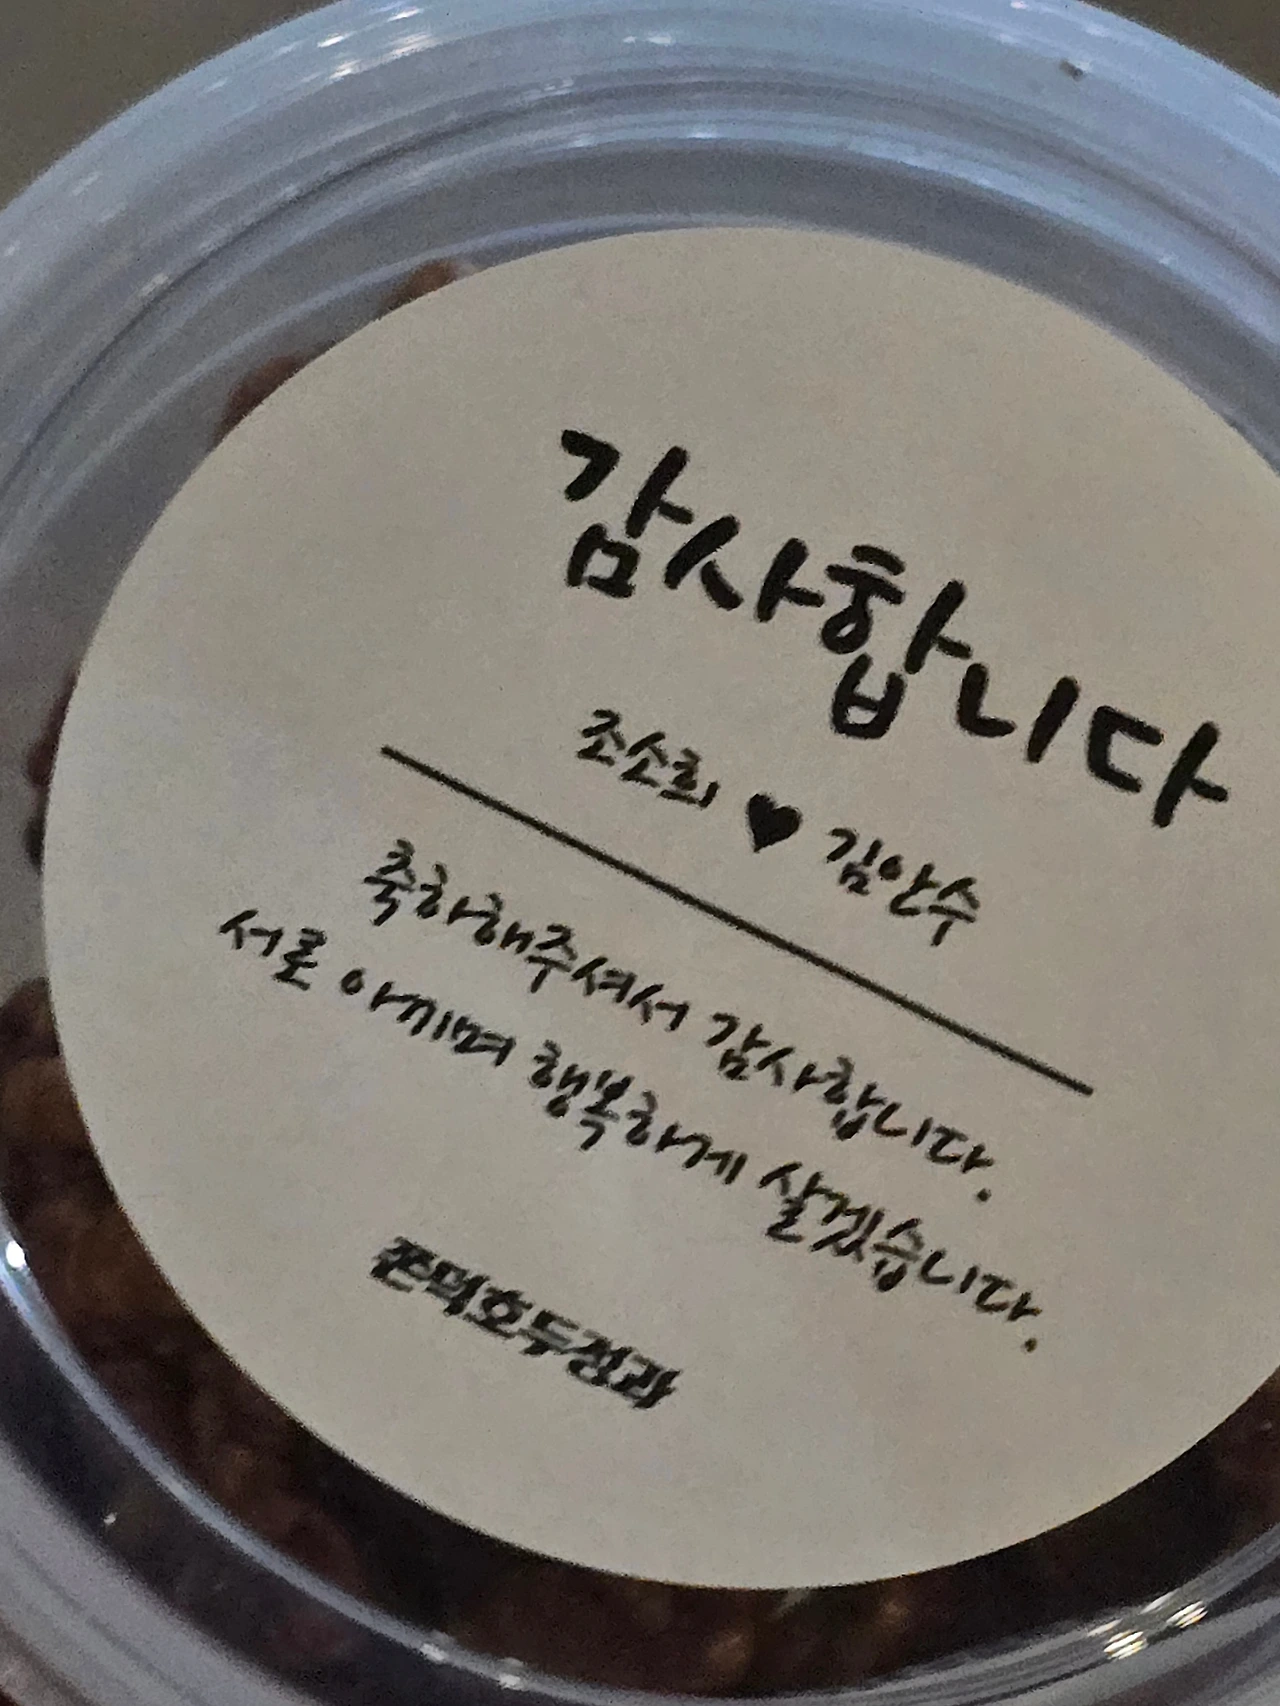 감사합니다
조소희 ♥ 김안수
축하해주셔서 감사합니다.
서로 아끼며 행복하게 살겠습니다.
쫀떡호두정과